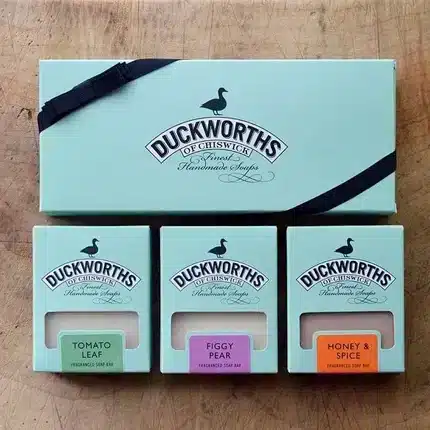 DUCKWORTHS
OF CHISWICK
Finest
Handmade Soaps
DUCKWORTHS
OF CHISWICK
Finest
Handmade Soaps
TOMATO
LEAF
FRAGRANCED SOAP BAR
DUCKWORTHS
OF CHISWICK
Finest
Handmade Soaps
FIGGY
PEAR
FRAGRANCED SOAP BAR
DUCKWORTHS
OF CHISWICK
Finest
Handmade Soaps
HONEY &
SPICE
FRAGRANCED SOAP BAR